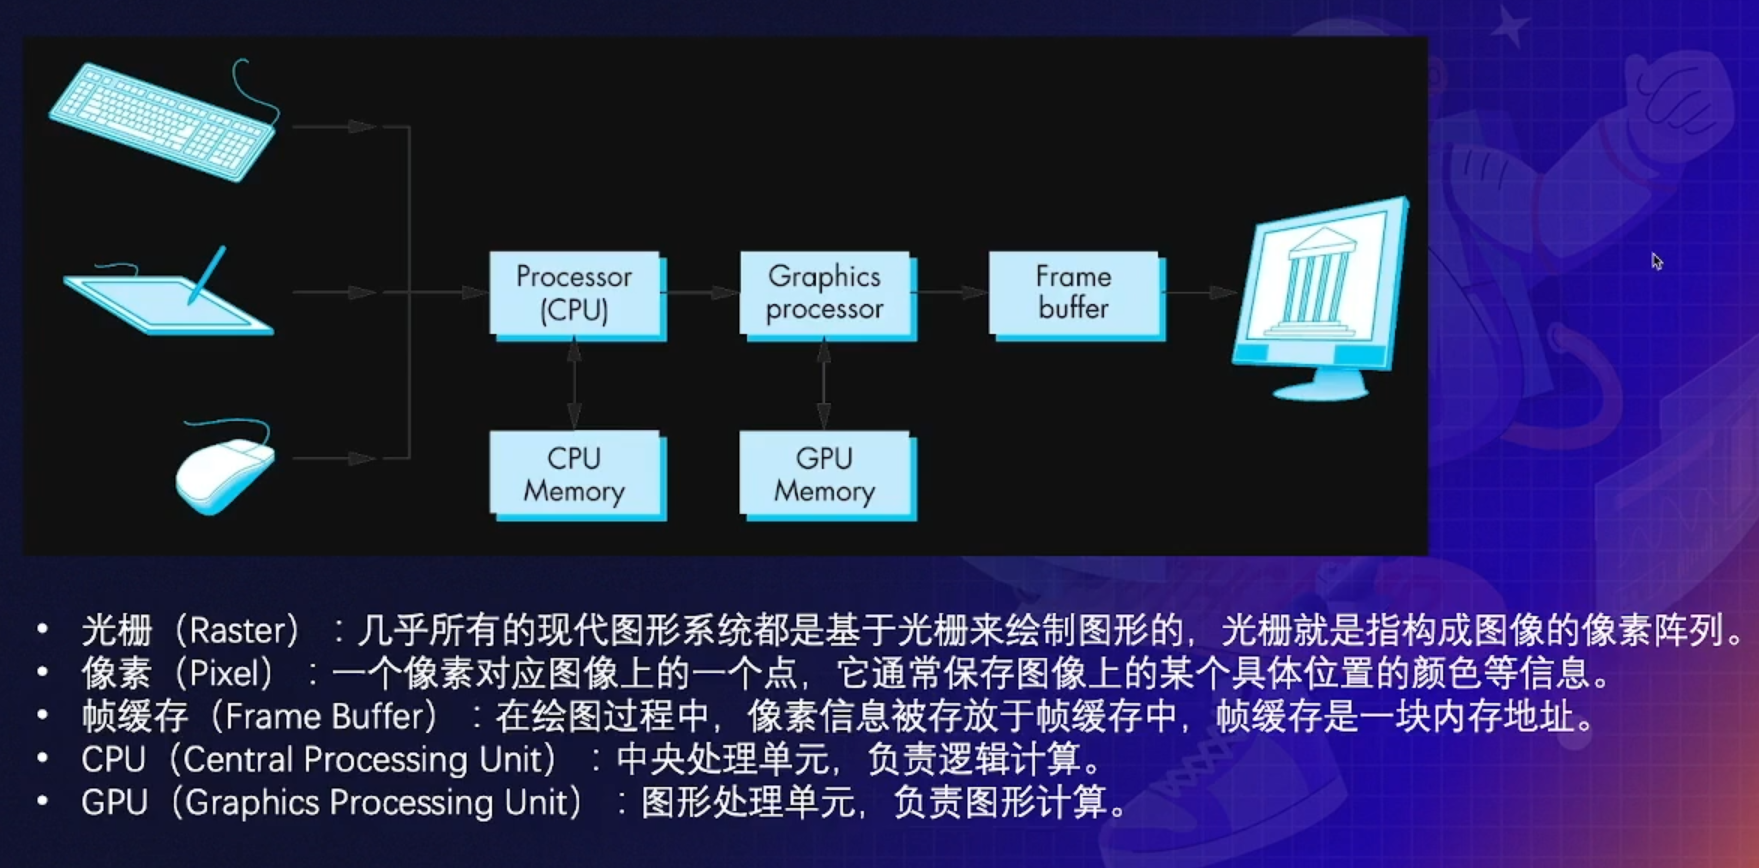 Processor
(CPU)
Graphics
processor
Frame
buffer
CPU
Memory
GPU
Memory
• 光栅（Raster）：几乎所有的现代图形系统都是基于光栅来绘制图形的，光栅就是指构成图像的像素阵列。
• 像素（Pixel）：一个像素对应图像上的一个点，它通常保存图像上的某个具体位置的颜色等信息。
• 帧缓存（Frame Buffer）：在绘图过程中，像素信息被存放于帧缓存中，帧缓存是一块内存地址。
• CPU（Central Processing Unit）：中央处理单元，负责逻辑计算。
• GPU（Graphics Processing Unit）：图形处理单元，负责图形计算。